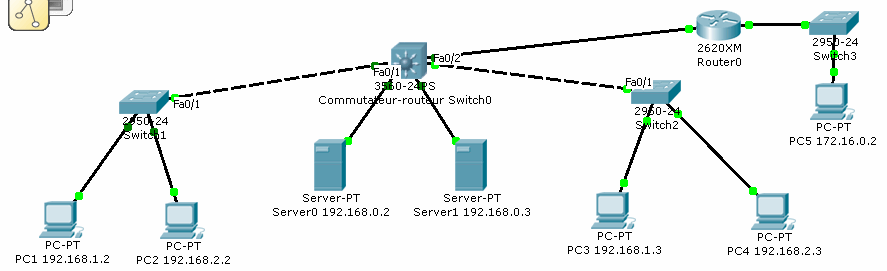 2620XM
Router0
2950-24
Switch3
PC-PT
PC5 172.16.0.2
Fa0/1
Fa0/2
3560-24PS
Commutateur-routeur Switch0
Fa0/1
2950-24
Switch1
Fa0/1
2950-24
Switch2
Server-PT
Server0 192.168.0.2
Server-PT
Server1 192.168.0.3
PC-PT
PC1 192.168.1.2
PC-PT
PC2 192.168.2.2
PC-PT
PC3 192.168.1.3
PC-PT
PC4 192.168.2.3